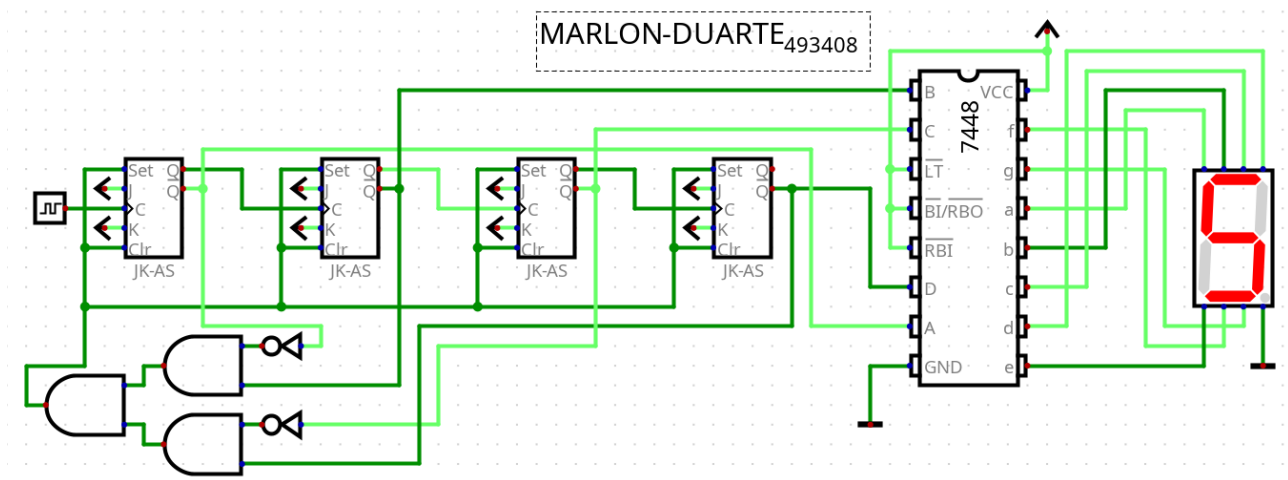 MARLON-DUARTE493408
B VCC
C f
LT g
BI/RBO a
RBI b
D c
A d
GND e
7448
Set Q
J Q
C
K
Clr
JK-AS
Set Q
J Q
C
K
Clr
JK-AS
Set Q
J Q
C
K
Clr
JK-AS
Set Q
J Q
C
K
Clr
JK-AS
5